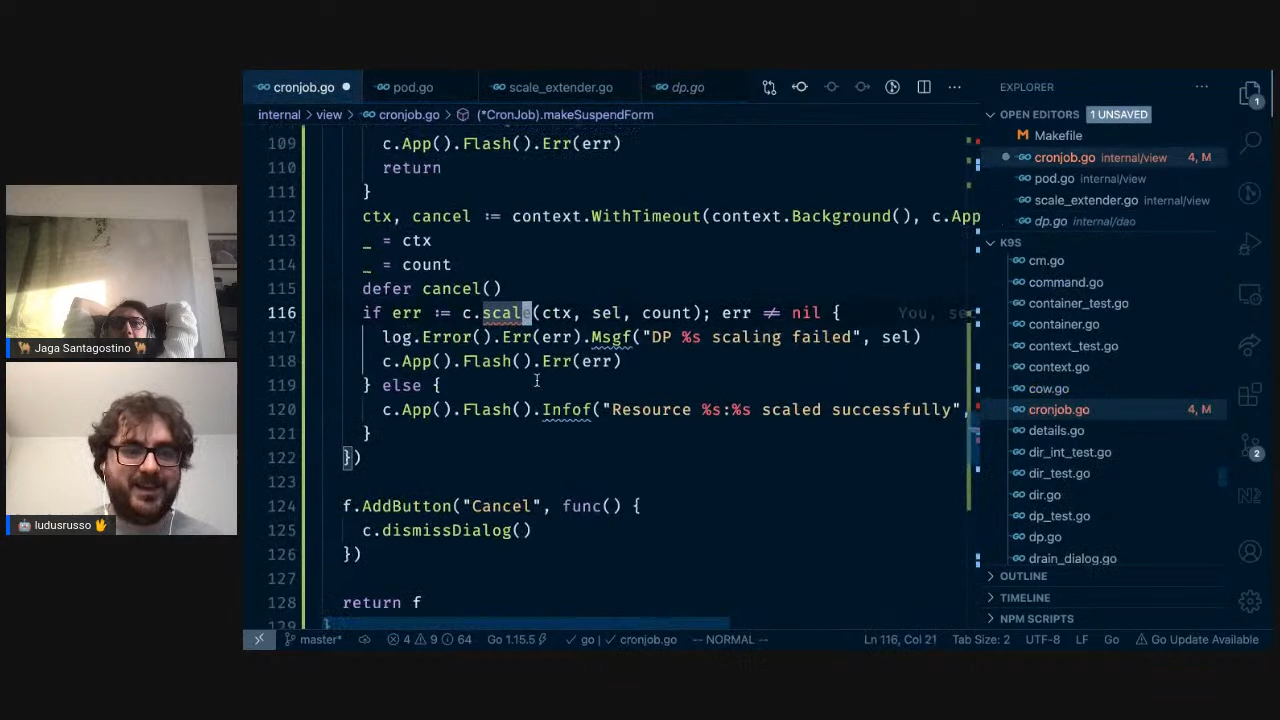 cronjob.go
pod.go
scale_extender.go
dp.go
internal > view > cronjob.go > (*CronJob).makeSuspendForm
109 c.App().Flash().Err(err)
110 return
111 }
112 ctx, cancel := context.WithTimeout(context.Background(), c.App
113 _ = ctx
114 _ = count
115 defer cancel()
116 if err := c.scale(ctx, sel, count); err ≠ nil { You, se
117 log.Error().Err(err).Msgf("DP %s scaling failed", sel)
118 c.App().Flash().Err(err)
119 } else {
120 c.App().Flash().Infof("Resource %s:%s scaled successfully",
121 }
122 })
123
124 f.AddButton("Cancel", func() {
125 c.dismissDialog()
126 })
127
128 return f
129 }
EXPLORER
OPEN EDITORS 1 UNSAVED
Makefile
cronjob.go internal/view 4, M
pod.go internal/view
scale_extender.go internal/view
dp.go internal/dao
K9S
cm.go
command.go
container_test.go
container.go
context_test.go
context.go
cow.go
cronjob.go 4, M
details.go
dir_int_test.go
dir_test.go
dir.go
dp_test.go
dp.go
drain_dialog.go
OUTLINE
TIMELINE
NPM SCRIPTS
1
2
Jaga Santagostino
ludusrusso
master* 4 9 64 Go 1.15.5 go cronjob.go -- NORMAL -- Ln 116, Col 21 Tab Size: 2 UTF-8 LF Go Go Update Available